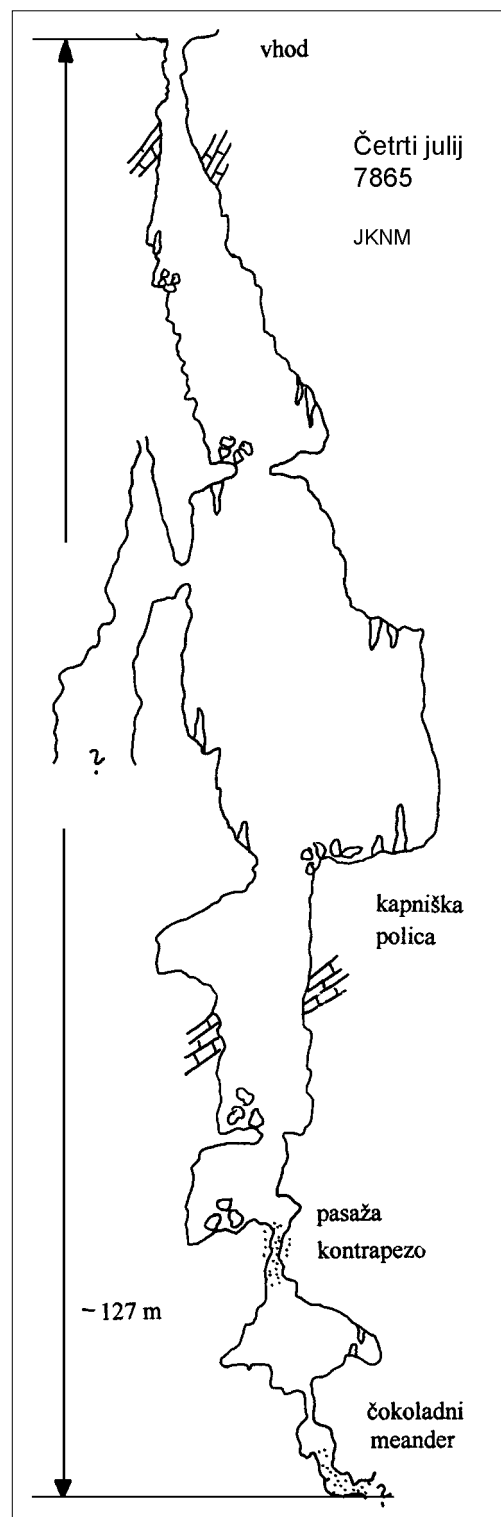 vhod
Četrti julij
7865
JKNM
?
kapniška
polica
pasaža
kontrapezo
~ 127 m
čokoladni
meander
?